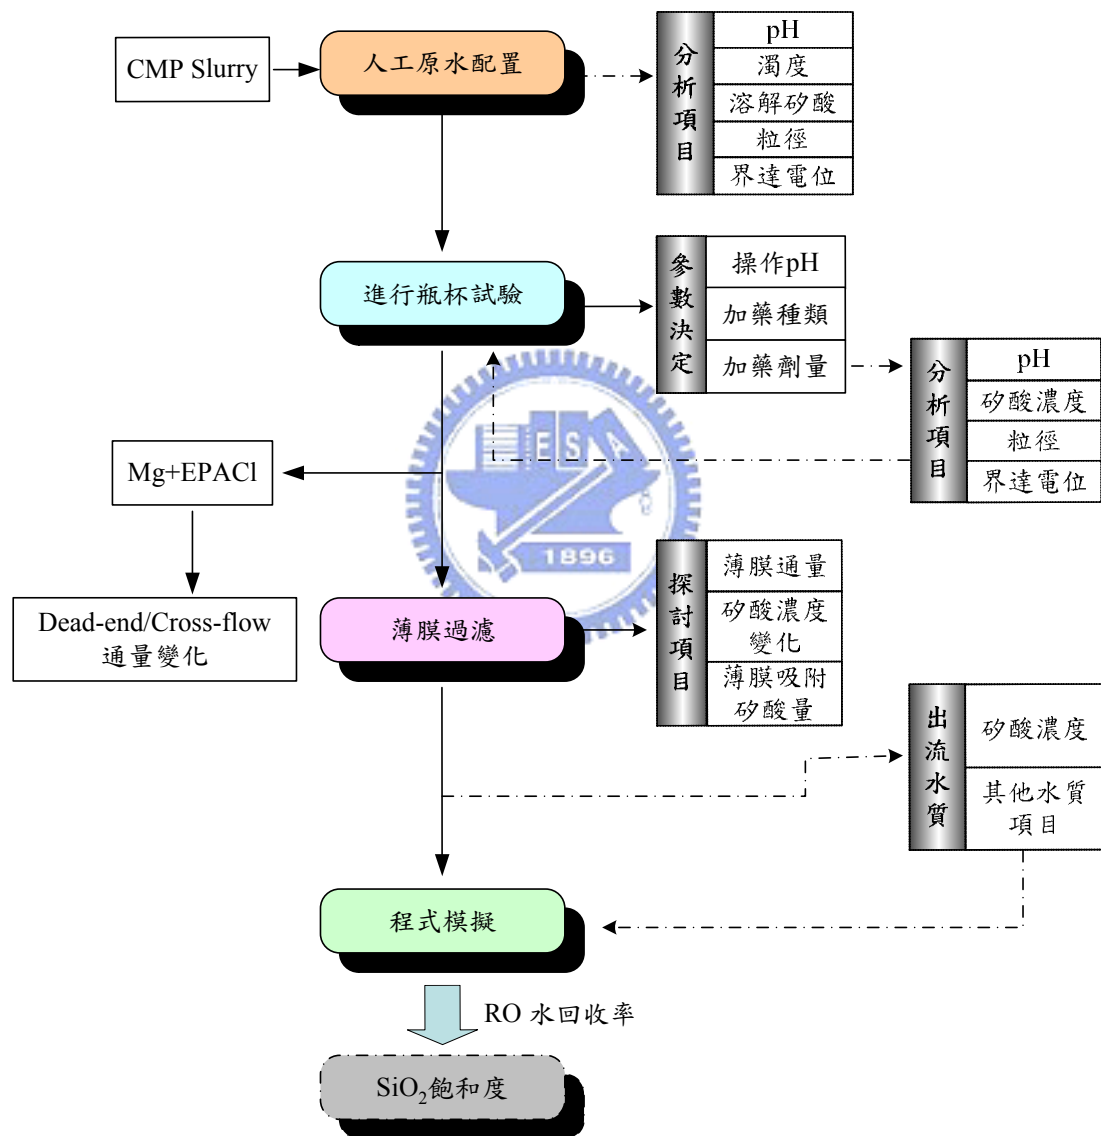 CMP Slurry
人工原水配置
分析項目
pH
濁度
溶解矽酸
粒徑
界達電位
進行瓶杯試驗
參數決定
操作pH
加藥種類
加藥劑量
分析項目
pH
矽酸濃度
粒徑
界達電位
Mg+EPACl
ESA
1896
Dead-end/Cross-flow
通量變化
薄膜過濾
探討項目
薄膜通量
矽酸濃度
變化
薄膜吸附
矽酸量
出流水質
矽酸濃度
其他水質
項目
程式模擬
RO 水回收率
SiO₂飽和度